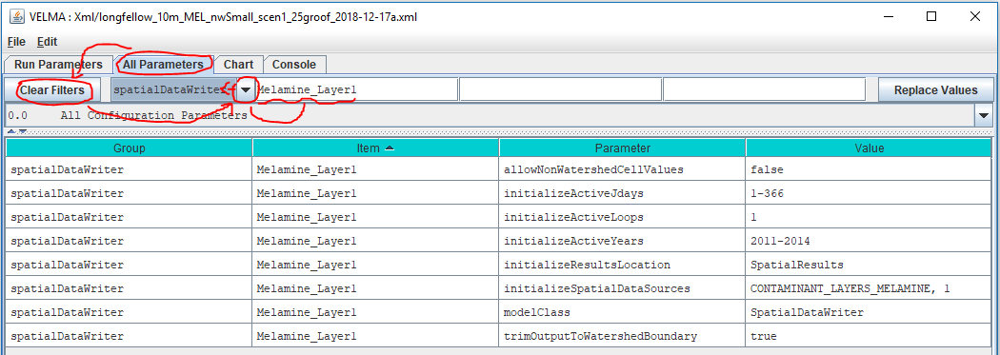 VELMA : Xml/longfellow_10m_MEL_nwSmall_scen1_25groof_2018-12-17a.xml
File Edit
Run Parameters All Parameters Chart Console
Clear Filters spatialDataWriter Melamine_Layer1 Replace Values
0.0 All Configuration Parameters
Group Item Parameter Value
spatialDataWriter Melamine_Layer1 allowNonWatershedCellValues false
spatialDataWriter Melamine_Layer1 initializeActiveJdays 1-366
spatialDataWriter Melamine_Layer1 initializeActiveLoops 1
spatialDataWriter Melamine_Layer1 initializeActiveYears 2011-2014
spatialDataWriter Melamine_Layer1 initializeResultsLocation SpatialResults
spatialDataWriter Melamine_Layer1 initializeSpatialDataSources CONTAMINANT_LAYERS_MELAMINE, 1
spatialDataWriter Melamine_Layer1 modelClass SpatialDataWriter
spatialDataWriter Melamine_Layer1 trimOutputToWatershedBoundary true